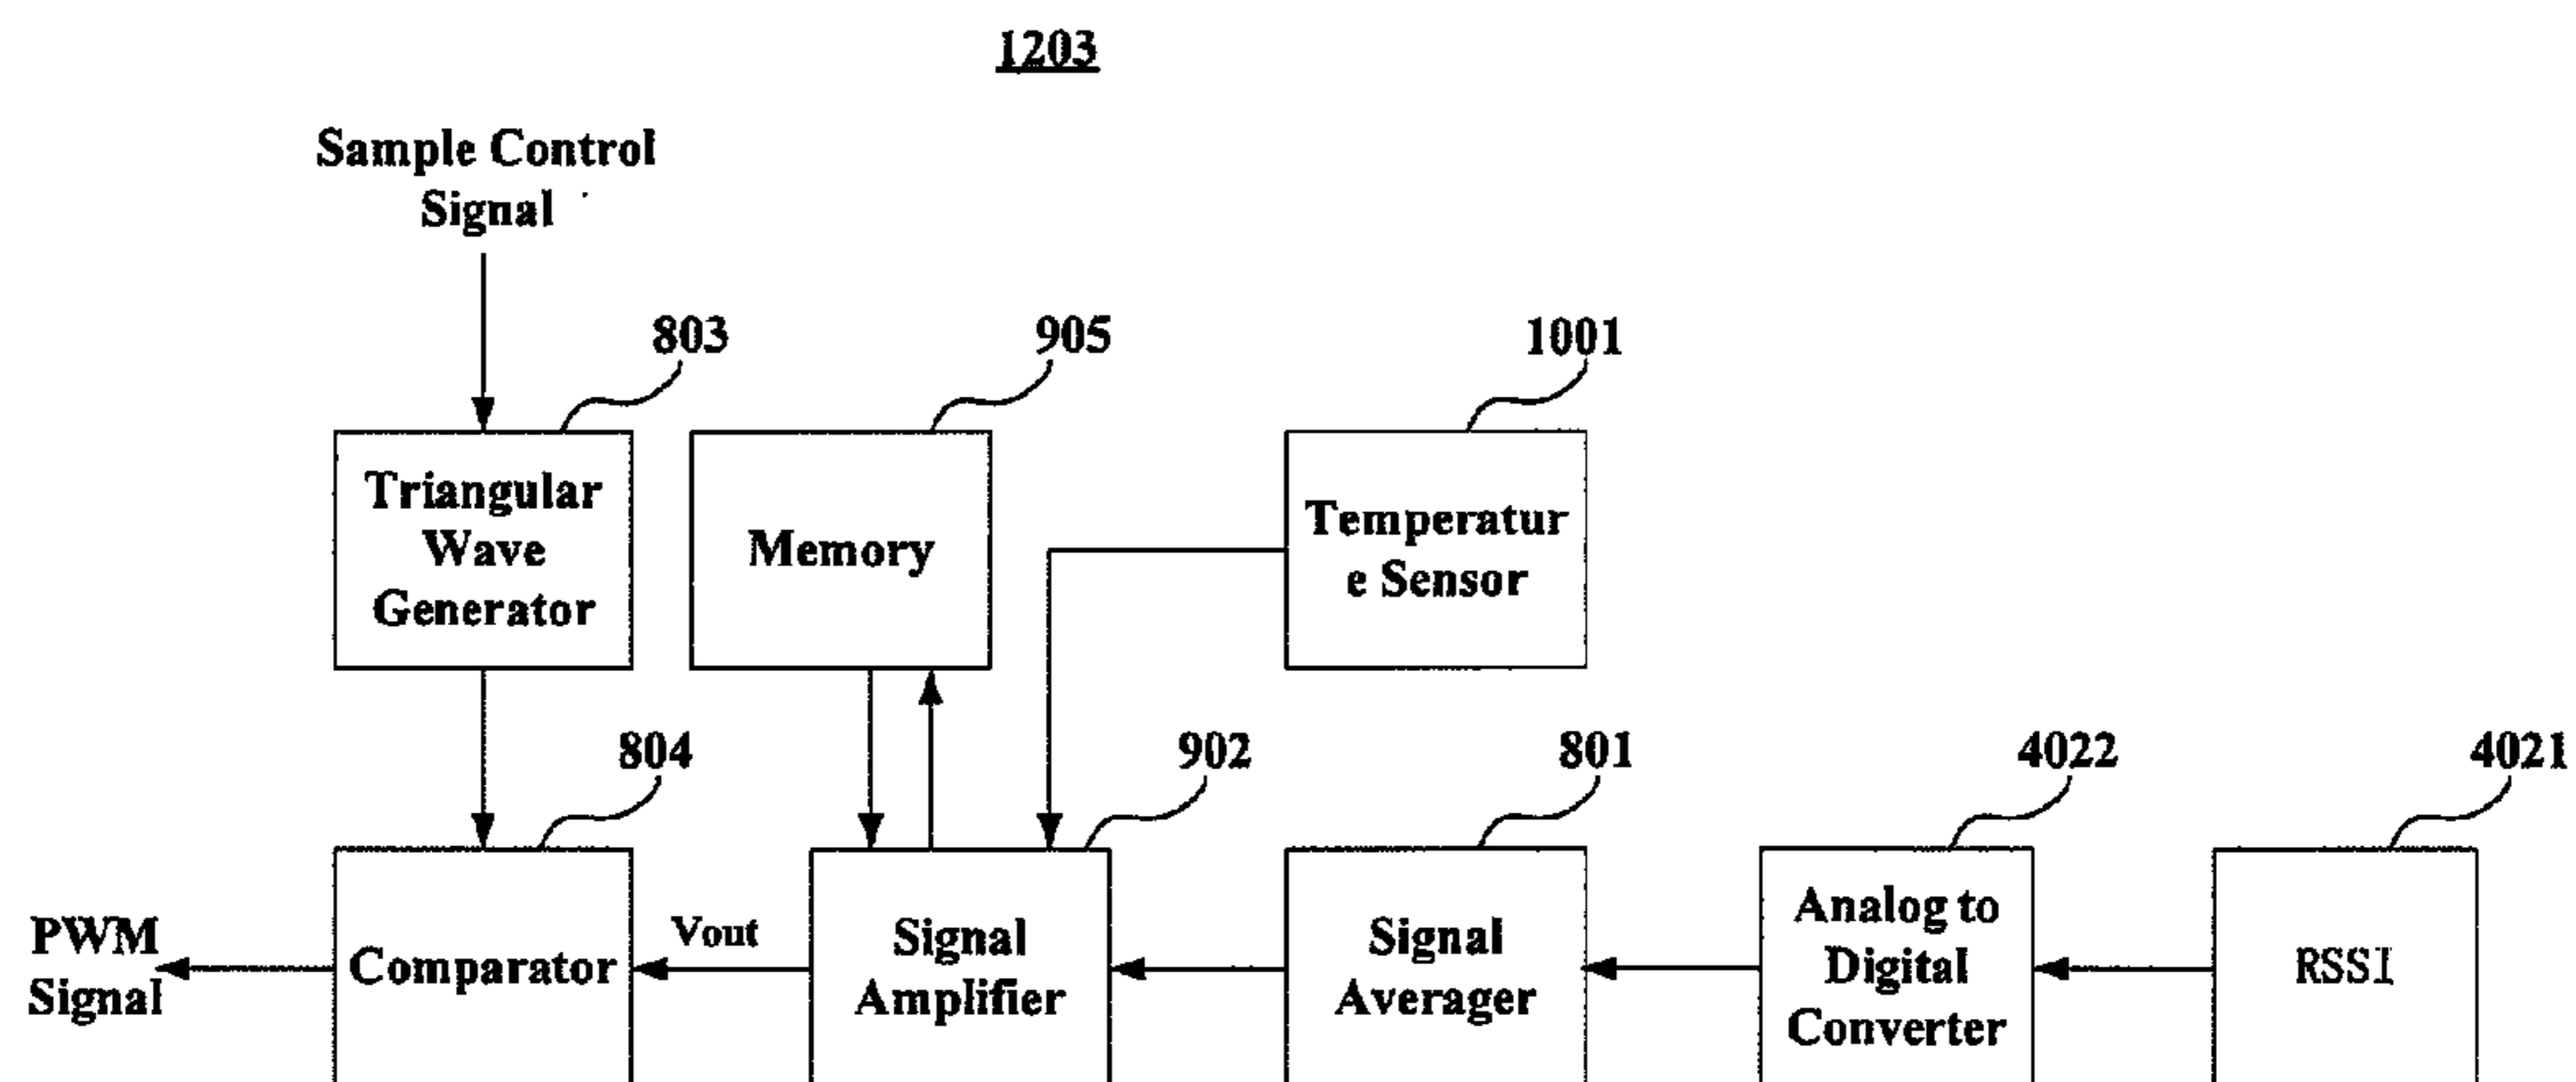 1203
Sample Control
Signal
803
905
1001
Triangular
Wave
Generator
Memory
Temperatur
e Sensor
804
902
801
4022
4021
PWM
Signal
Comparator
Vout
Signal
Amplifier
Signal
Averager
Analog to
Digital
Converter
RSSI